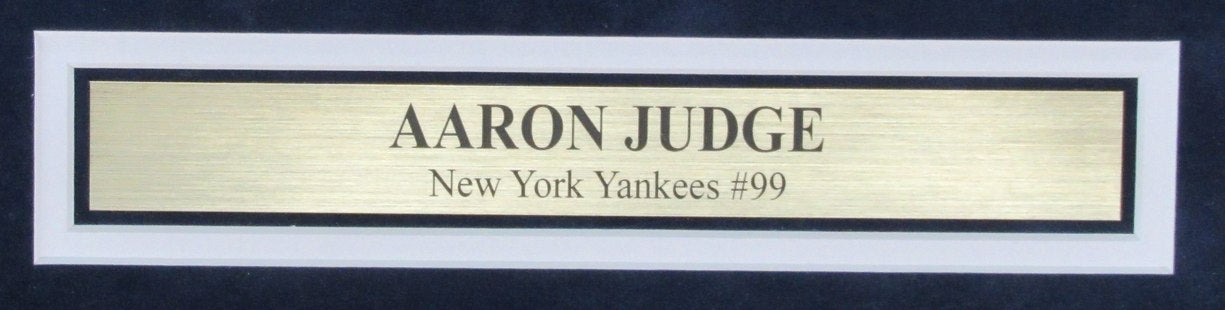 AARON JUDGE
New York Yankees #99